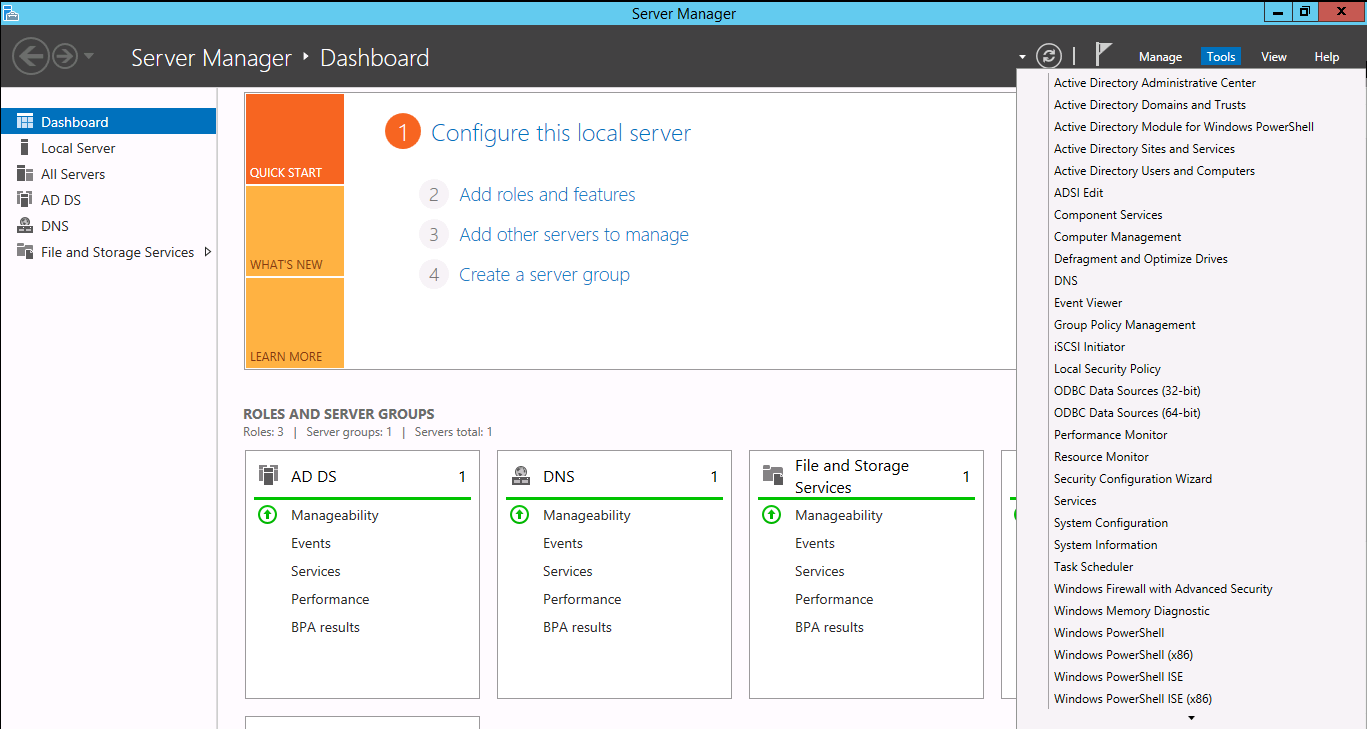 Server Manager
Server Manager ‣ Dashboard
Manage Tools View Help
Dashboard
Local Server
All Servers
AD DS
DNS
File and Storage Services
QUICK START
WHAT'S NEW
LEARN MORE
1 Configure this local server
2 Add roles and features
3 Add other servers to manage
4 Create a server group
ROLES AND SERVER GROUPS
Roles: 3 | Server groups: 1 | Servers total: 1
AD DS 1
Manageability
Events
Services
Performance
BPA results
DNS 1
Manageability
Events
Services
Performance
BPA results
File and Storage
Services 1
Manageability
Events
Services
Performance
BPA results
Active Directory Administrative Center
Active Directory Domains and Trusts
Active Directory Module for Windows PowerShell
Active Directory Sites and Services
Active Directory Users and Computers
ADSI Edit
Component Services
Computer Management
Defragment and Optimize Drives
DNS
Event Viewer
Group Policy Management
iSCSI Initiator
Local Security Policy
ODBC Data Sources (32-bit)
ODBC Data Sources (64-bit)
Performance Monitor
Resource Monitor
Security Configuration Wizard
Services
System Configuration
System Information
Task Scheduler
Windows Firewall with Advanced Security
Windows Memory Diagnostic
Windows PowerShell
Windows PowerShell (x86)
Windows PowerShell ISE
Windows PowerShell ISE (x86)